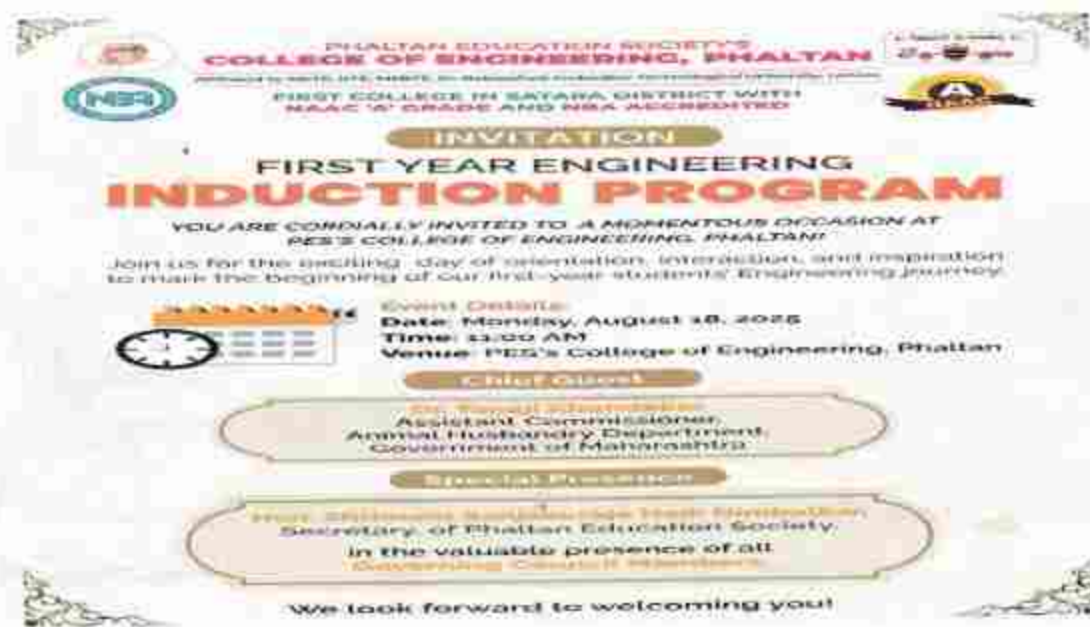 PHALTAN EDUCATION SOCIETY'S
COLLEGE OF ENGINEERING, PHALTAN
FIRST COLLEGE IN SATARA DISTRICT WITH
NAAC 'A' GRADE AND NBA ACCREDITED
NBA
A
INVITATION
FIRST YEAR ENGINEERING
INDUCTION PROGRAM
YOU ARE CORDIALLY INVITED TO A MOMENTOUS OCCASION AT
PES'S COLLEGE OF ENGINEERING, PHALTAN!
Join us for the exciting day of orientation, interaction, and inspiration
to mark the beginning of our first-year students' Engineering journey.
Event Details:
Date: Monday, August 18, 2025
Time: 11:00 AM
Venue: PES's College of Engineering, Phaltan
Chief Guest
Assistant Commissioner,
Animal Husbandry Department,
Government of Maharashtra
Special Presence
Secretary, of Phaltan Education Society.
in the valuable presence of all
Governing Council Members
We look forward to welcoming you!